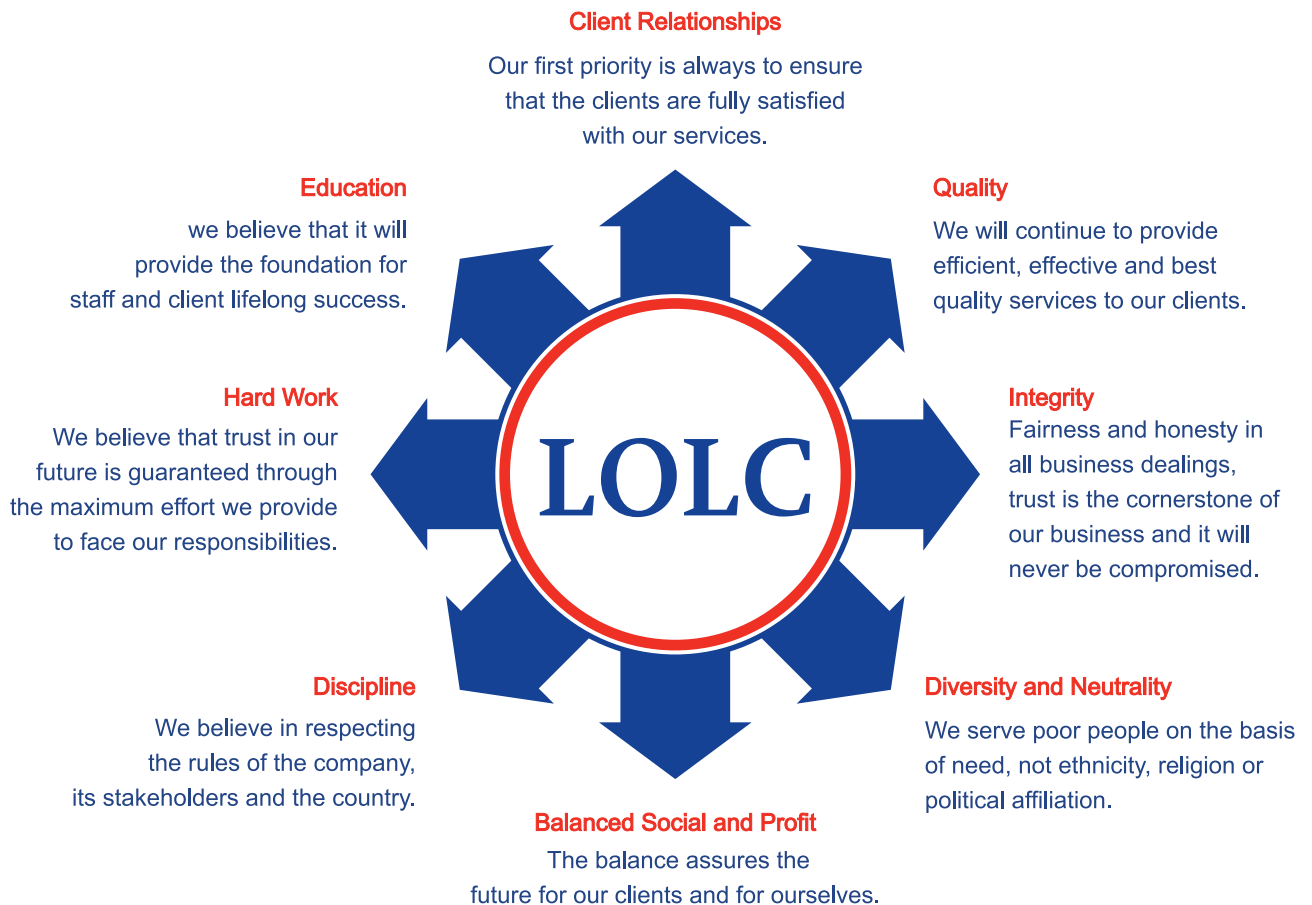 Client Relationships
Our first priority is always to ensure
that the clients are fully satisfied
with our services.
Education
we believe that it will
provide the foundation for
staff and client lifelong success.
Quality
We will continue to provide
efficient, effective and best
quality services to our clients.
Hard Work
We believe that trust in our
future is guaranteed through
the maximum effort we provide
to face our responsibilities.
LOLC
Integrity
Fairness and honesty in
all business dealings,
trust is the cornerstone of
our business and it will
never be compromised.
Discipline
We believe in respecting
the rules of the company,
its stakeholders and the country.
Diversity and Neutrality
We serve poor people on the basis
of need, not ethnicity, religion or
political affiliation.
Balanced Social and Profit
The balance assures the
future for our clients and for ourselves.